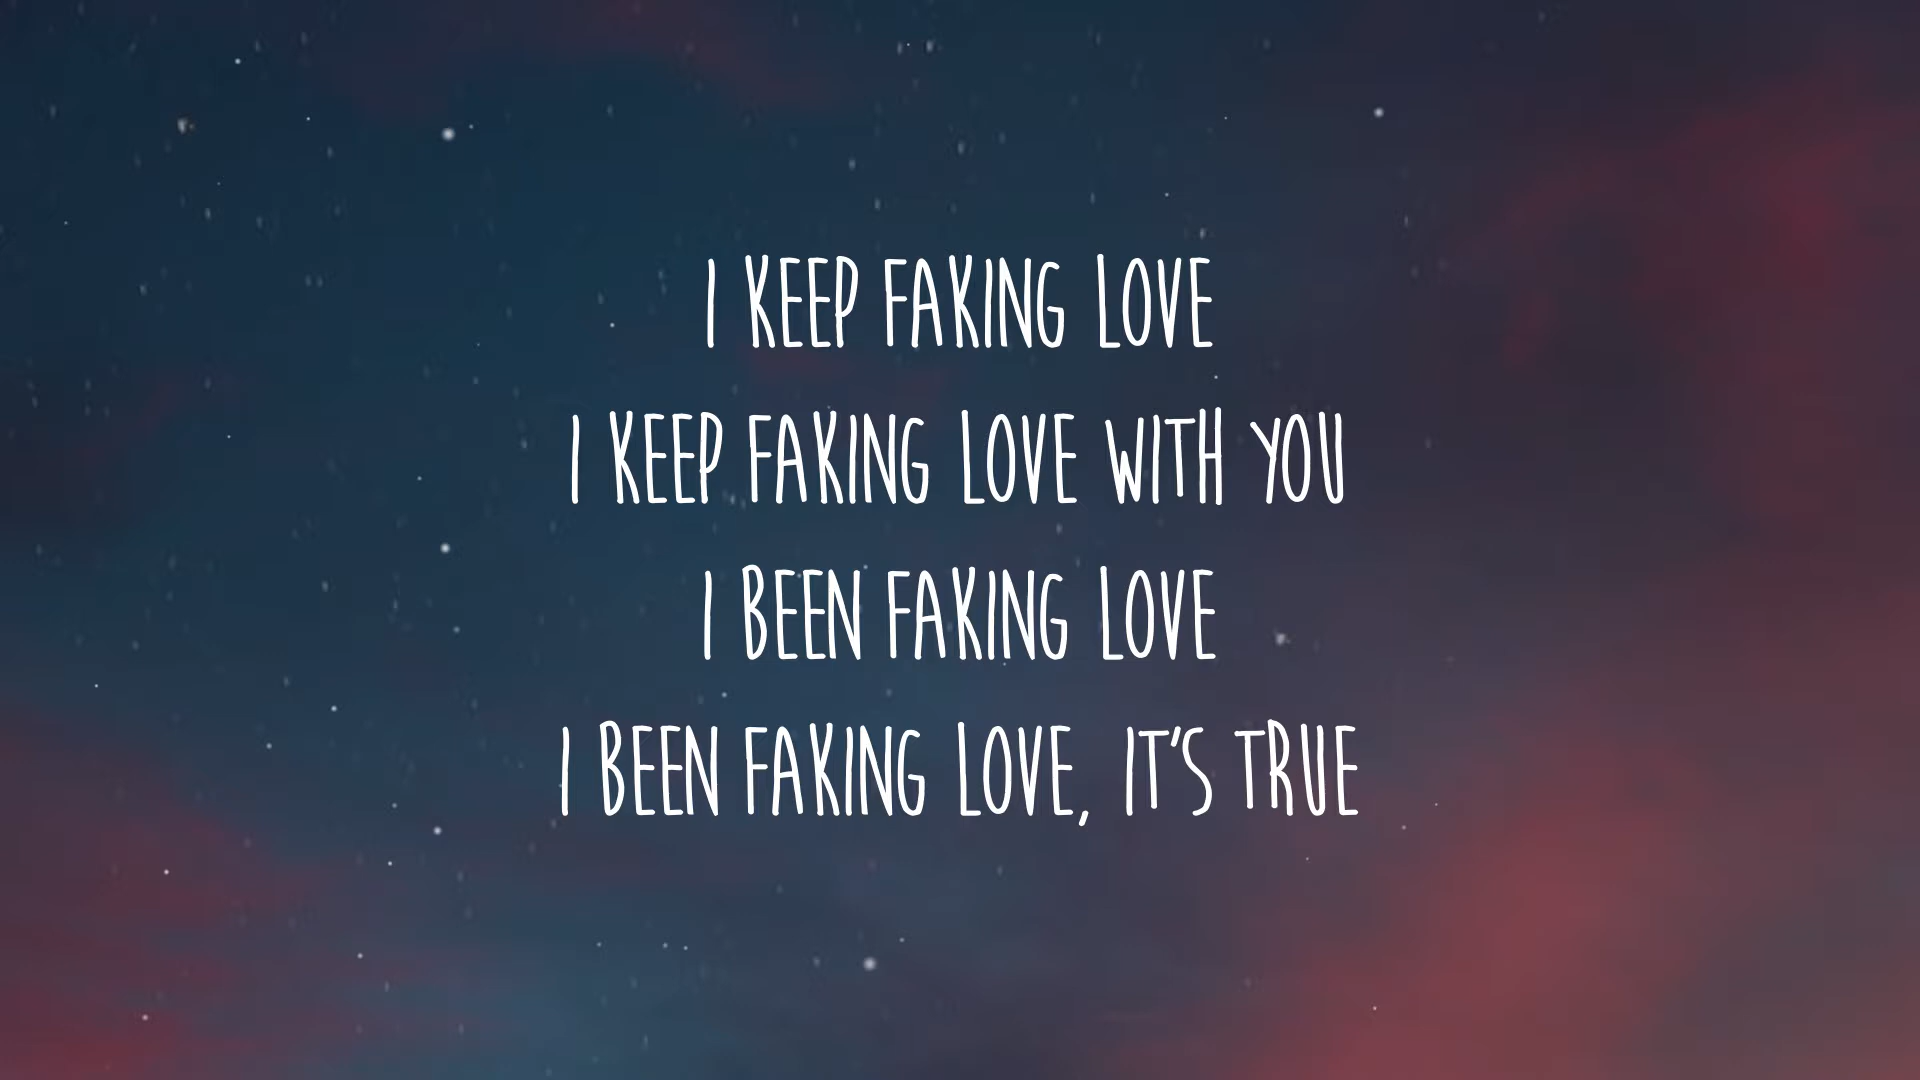 I KEEP FAKING LOVE
I KEEP FAKING LOVE WITH YOU
I BEEN FAKING LOVE
I BEEN FAKING LOVE, IT'S TRUE